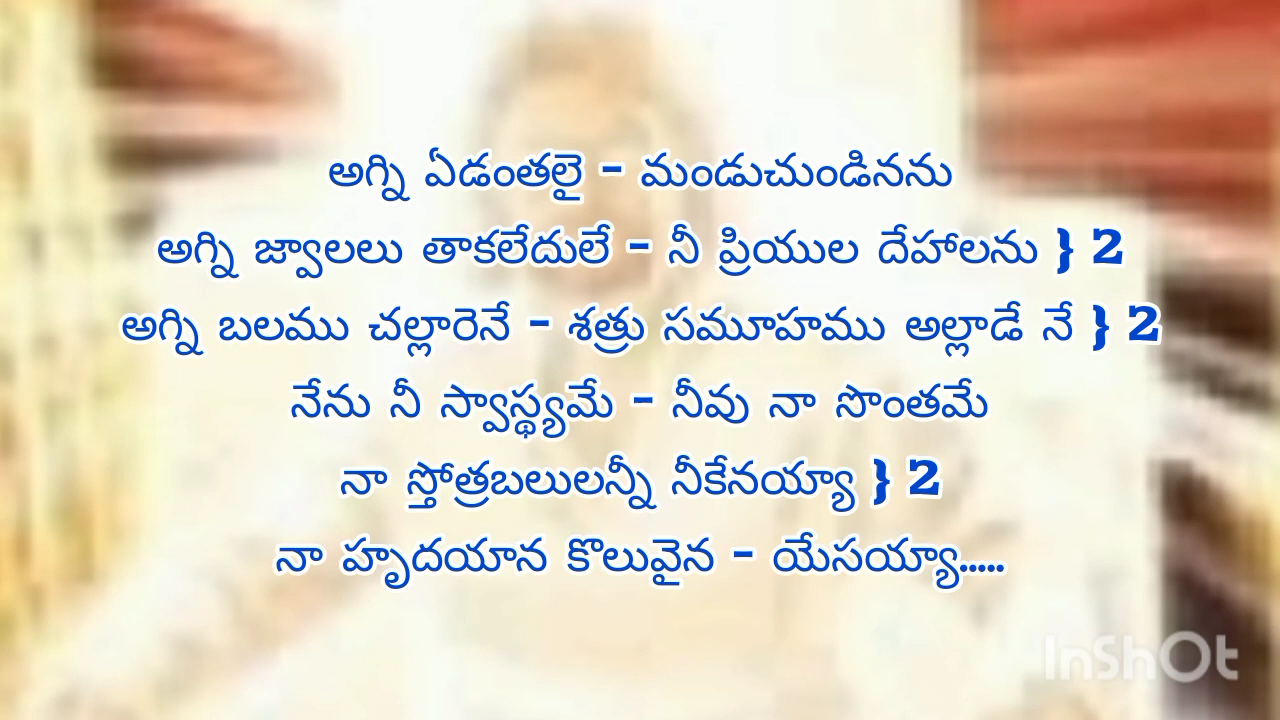 అగ్ని ఏడంతలై - మండుచుండినను
అగ్ని జ్వాలలు తాకలేదులే - నీ ప్రియుల దేహాలను } 2
అగ్ని బలము చల్లారెనే - శత్రు సమూహము అల్లాడే నే } 2
నేను నీ స్వాస్థ్యమే - నీవు నా సొంతమే
నా స్తోత్రబలులన్నీ నీకేనయ్యా } 2
నా హృదయాన కొలువైన - యేసయ్యా.....
InShOt